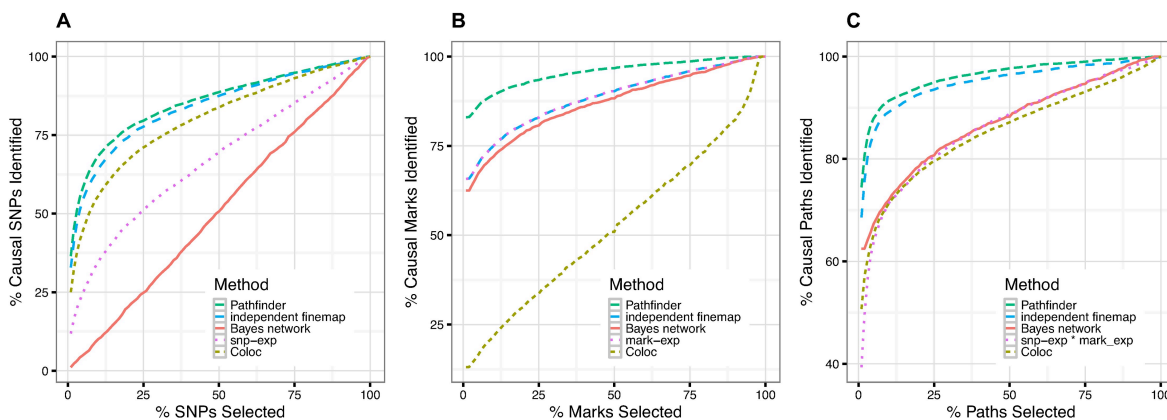 A
% Causal SNPs Identified
100
75
50
25
0
0
25
50
75
100
% SNPs Selected
Method
Pathfinder
independent finemap
Bayes network
snp-exp
Coloc
B
% Causal Marks Identified
100
75
50
25
0
25
50
75
100
% Marks Selected
Method
Pathfinder
independent finemap
Bayes network
mark-exp
Coloc
C
% Causal Paths Identified
100
80
60
40
0
25
50
75
100
% Paths Selected
Method
Pathfinder
independent finemap
Bayes network
snp-exp * mark_exp
Coloc